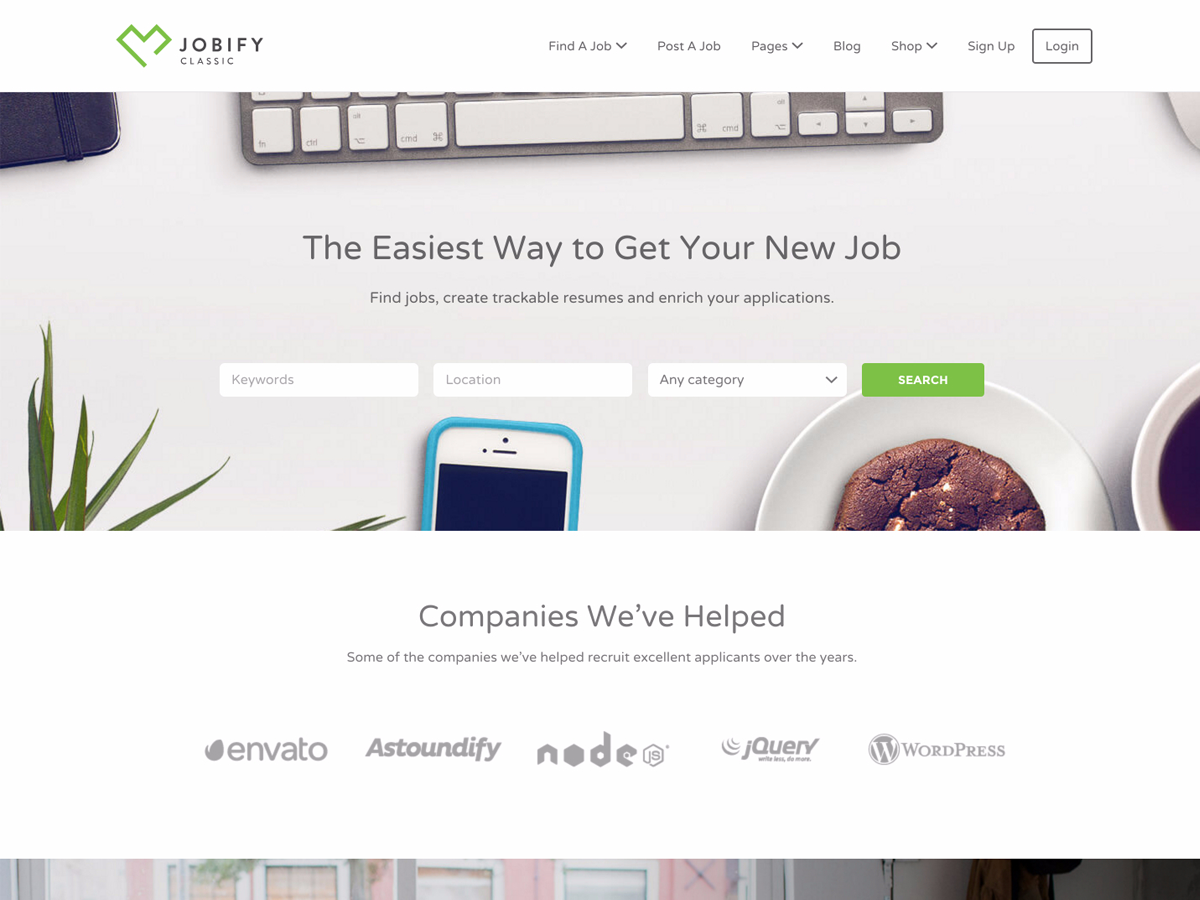 JOBIFY
CLASSIC
Find A Job
Post A Job
Pages
Blog
Shop
Sign Up
Login
fn
ctrl
alt
cmd
cmd
alt
The Easiest Way to Get Your New Job
Find jobs, create trackable resumes and enrich your applications.
Keywords
Location
Any category
SEARCH
Companies We've Helped
Some of the companies we've helped recruit excellent applicants over the years.
envato
Astoundify
node JS
jQuery
write less, do more.
WORDPRESS